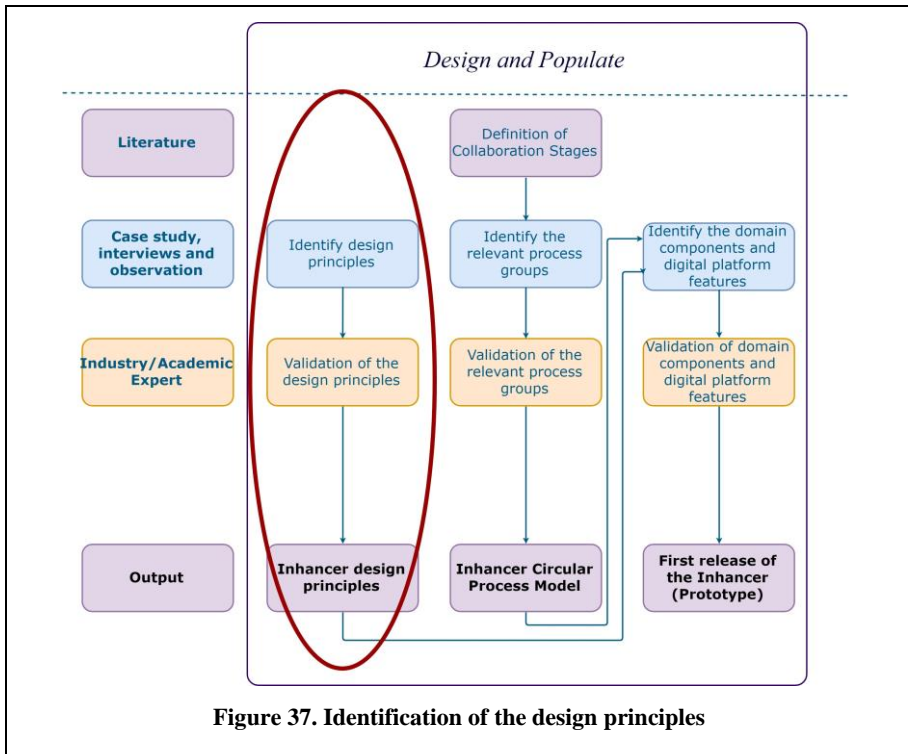 Design and Populate
Literature
Definition of
Collaboration Stages
Case study,
interviews and
observation
Identify design
principles
Identify the
relevant process
groups
Identify the domain
components and
digital platform
features
Industry/Academic
Expert
Validation of the
design principles
Validation of the
relevant process
groups
Validation of domain
components and
digital platform
features
Output
Inhancer design
principles
Inhancer Circular
Process Model
First release of
the Inhancer
(Prototype)
Figure 37. Identification of the design principles